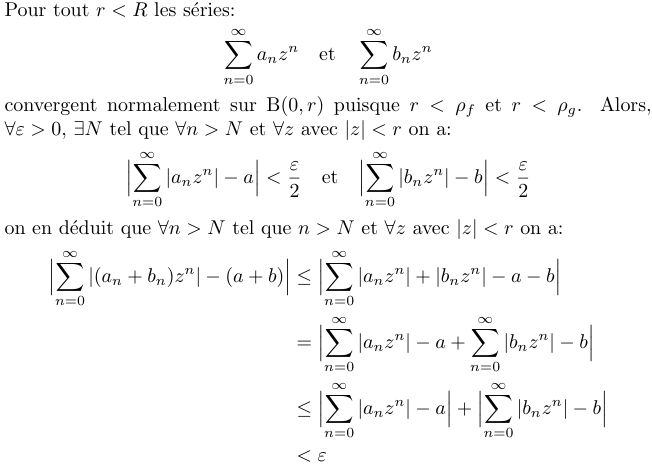 Pour tout r < R les séries:
∑_{n=0}^{∞} a_n z^n et ∑_{n=0}^{∞} b_n z^n
convergent normalement sur B(0, r) puisque r < ρ_f et r < ρ_g. Alors,
∀ε > 0, ∃N tel que ∀n > N et ∀z avec |z| < r on a:
|∑_{n=0}^{∞} |a_n z^n| − a| < ε/2 et |∑_{n=0}^{∞} |b_n z^n| − b| < ε/2
on en déduit que ∀n > N tel que n > N et ∀z avec |z| < r on a:
|∑_{n=0}^{∞} |(a_n + b_n)z^n| − (a + b)| ≤ |∑_{n=0}^{∞} |a_n z^n| + |b_n z^n| − a − b|
= |∑_{n=0}^{∞} |a_n z^n| − a + ∑_{n=0}^{∞} |b_n z^n| − b|
≤ |∑_{n=0}^{∞} |a_n z^n| − a| + |∑_{n=0}^{∞} |b_n z^n| − b|
< ε